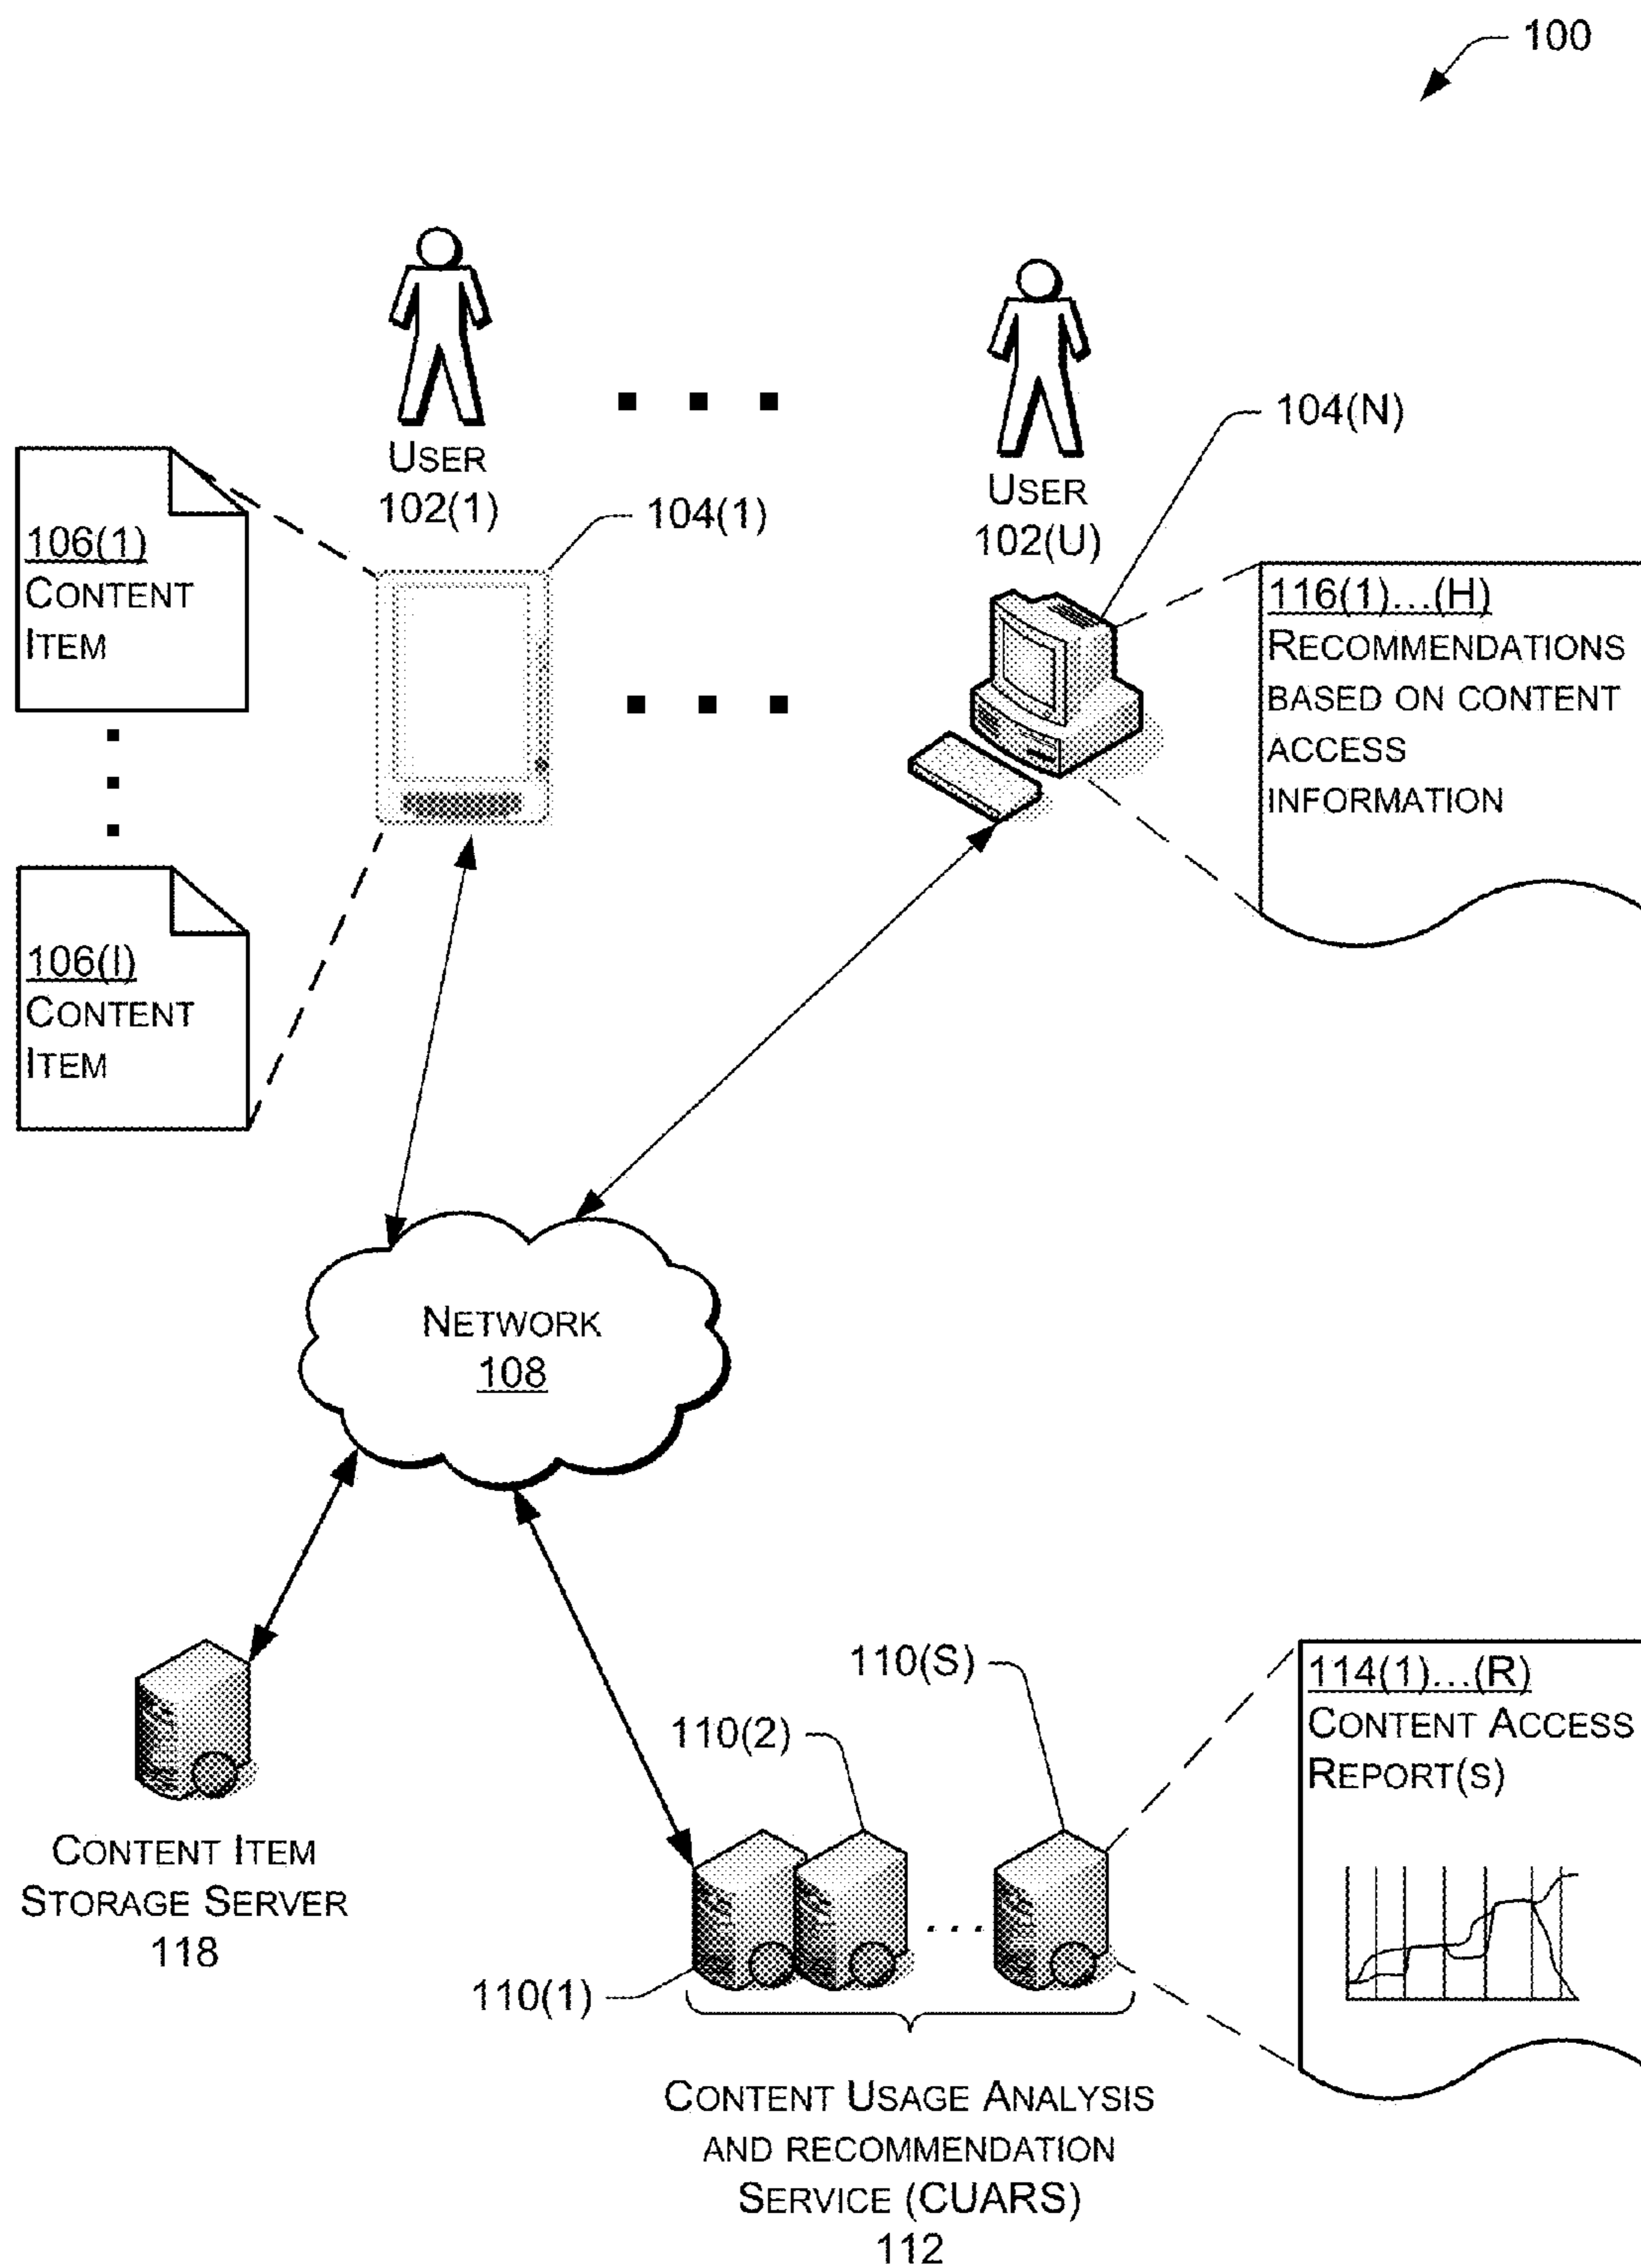 100
USER
102(1)
104(1)
USER
102(U)
104(N)
106(1)
CONTENT
ITEM
106(I)
CONTENT
ITEM
116(1)...(H)
RECOMMENDATIONS
BASED ON CONTENT
ACCESS
INFORMATION
NETWORK
108
CONTENT ITEM
STORAGE SERVER
118
110(S)
110(2)
110(1)
CONTENT USAGE ANALYSIS
AND RECOMMENDATION
SERVICE (CUARS)
112
114(1)...(R)
CONTENT ACCESS
REPORT(S)